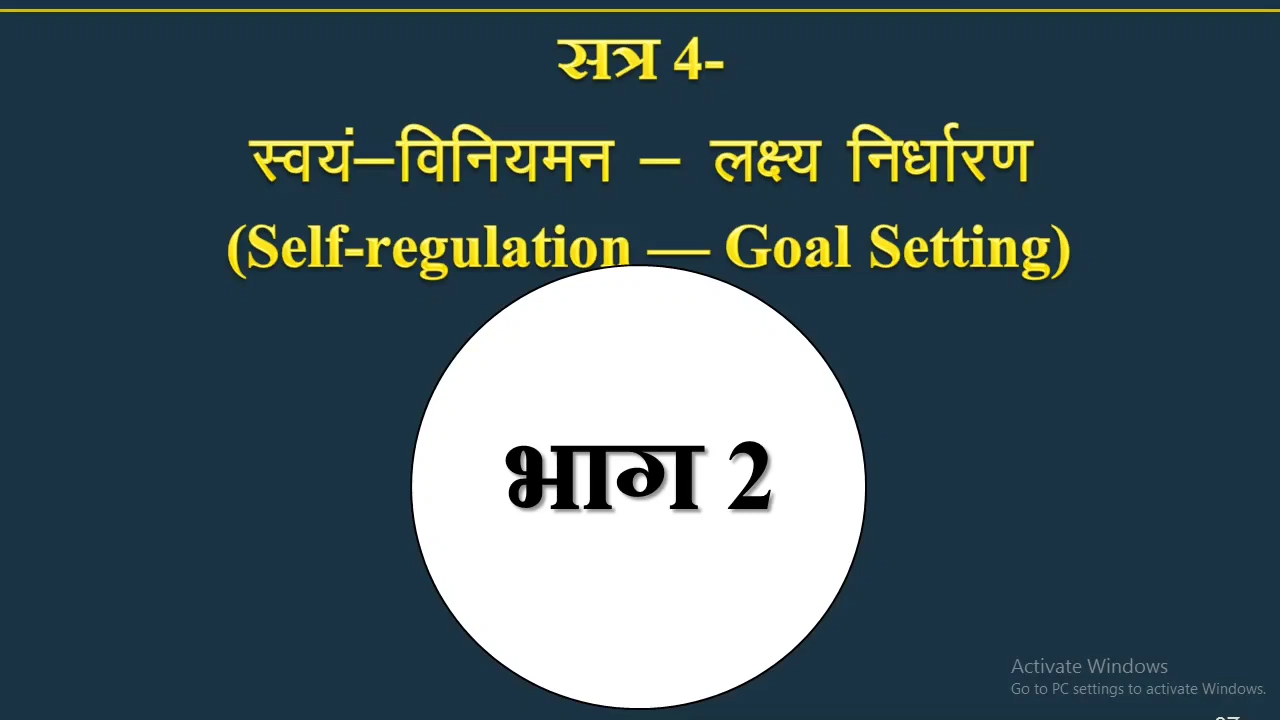 सत्र 4-
स्वयं–विनियमन – लक्ष्य निर्धारण
(Self-regulation — Goal Setting)
भाग 2
Activate Windows
Go to PC settings to activate Windows.